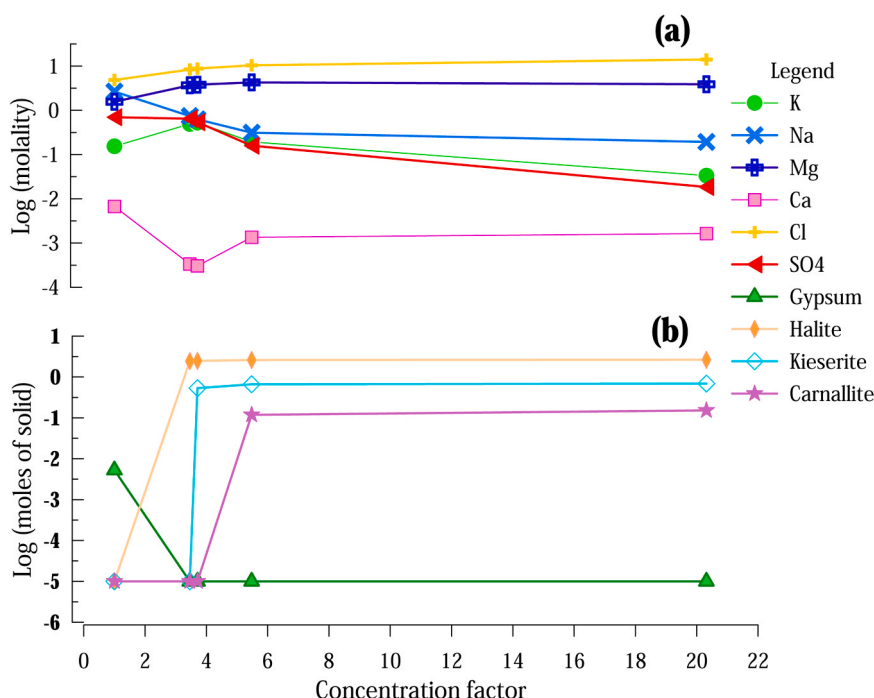 (a)
1
0
-1
-2
-3
-4
Log (molality)
Legend
K
Na
Mg
Ca
Cl
SO4
Gypsum
Halite
Kieserite
Carnallite
(b)
1
0
-1
-2
-3
-4
-5
-6
Log (moles of solid)
0 2 4 6 8 10 12 14 16 18 20 22
Concentration factor